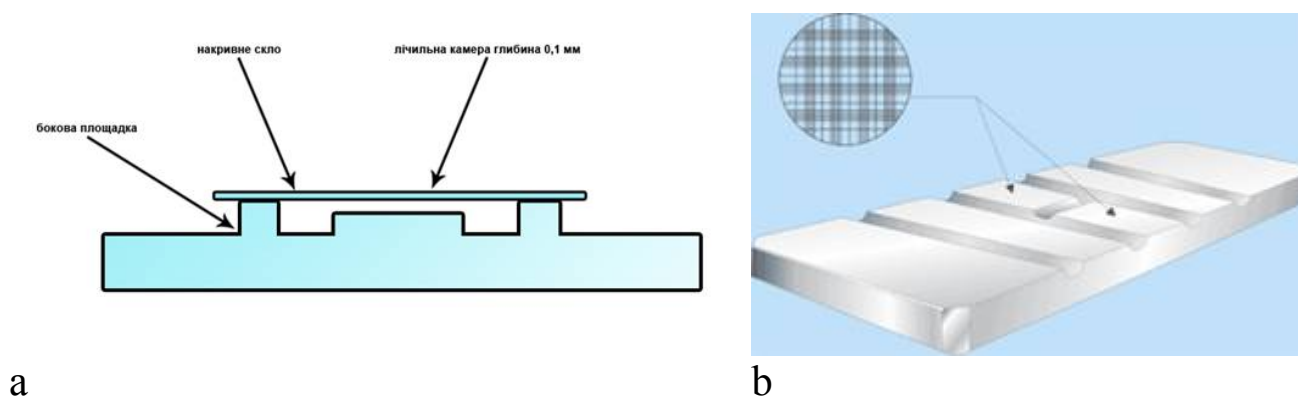 накривне скло
лічильна камера глибина 0,1 мм
бокова площадка
a
b